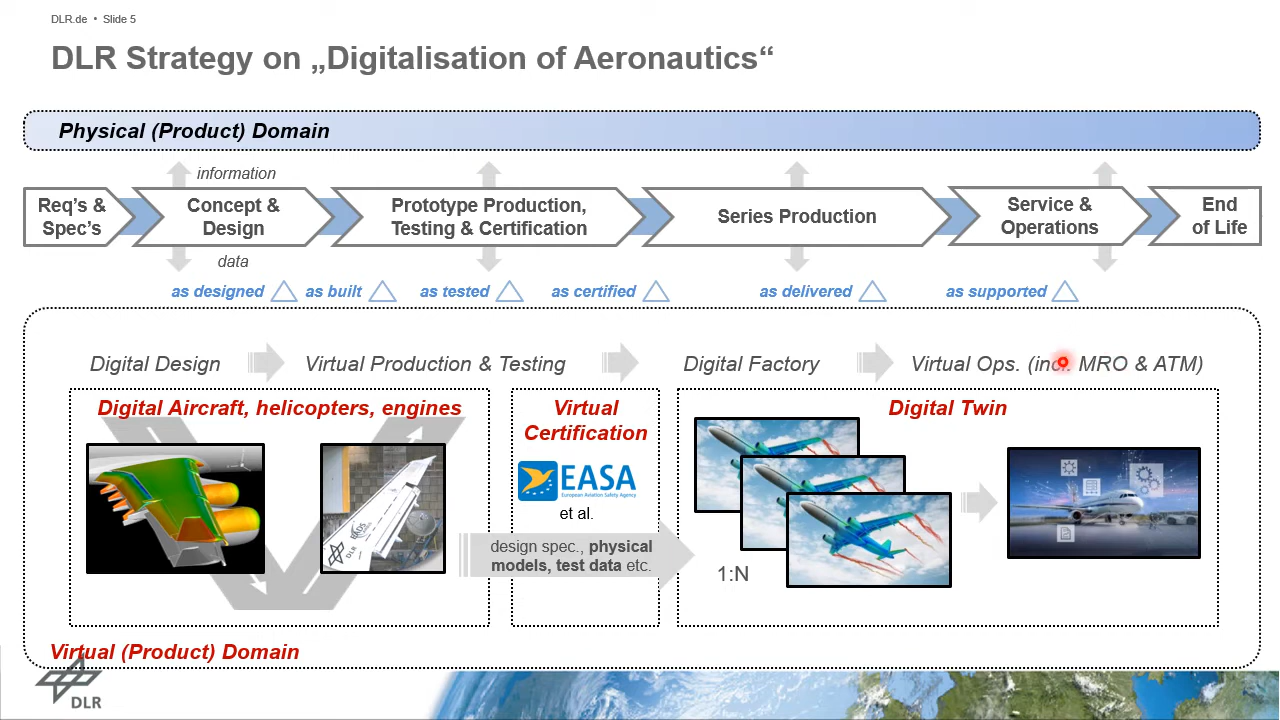 DLR.de • Slide 5
DLR Strategy on „Digitalisation of Aeronautics“
Physical (Product) Domain
information
Req's &
Spec's
Concept &
Design
Prototype Production,
Testing & Certification
Series Production
Service &
Operations
End
of Life
data
as designed
as built
as tested
as certified
as delivered
as supported
Digital Design
Virtual Production & Testing
Digital Factory
Virtual Ops. (incl. MRO & ATM)
Digital Aircraft, helicopters, engines
Virtual
Certification
EASA
European Aviation Safety Agency
et al.
design spec., physical
models, test data etc.
Digital Twin
1:N
Virtual (Product) Domain
DLR